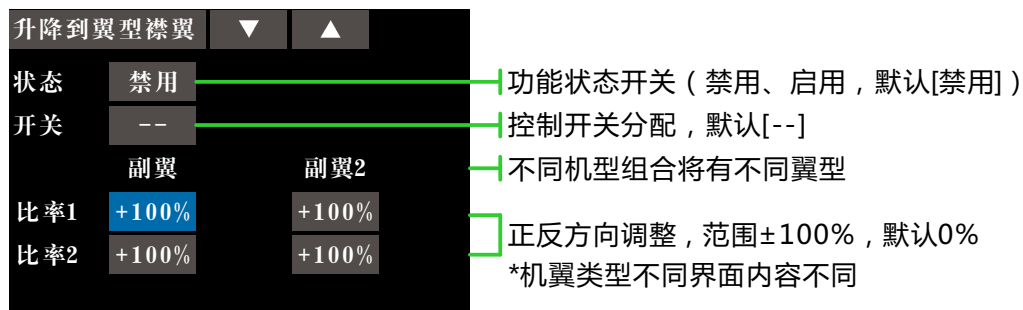 升降到翼型襟翼 ▼ ▲
状态 禁用 功能状态开关（禁用、启用，默认[禁用]）
开关 -- 控制开关分配，默认[--]
副翼 副翼2 不同机型组合将有不同翼型
比率1 +100% +100%
正反方向调整，范围±100%，默认0%
比率2 +100% +100%
*机翼类型不同界面内容不同